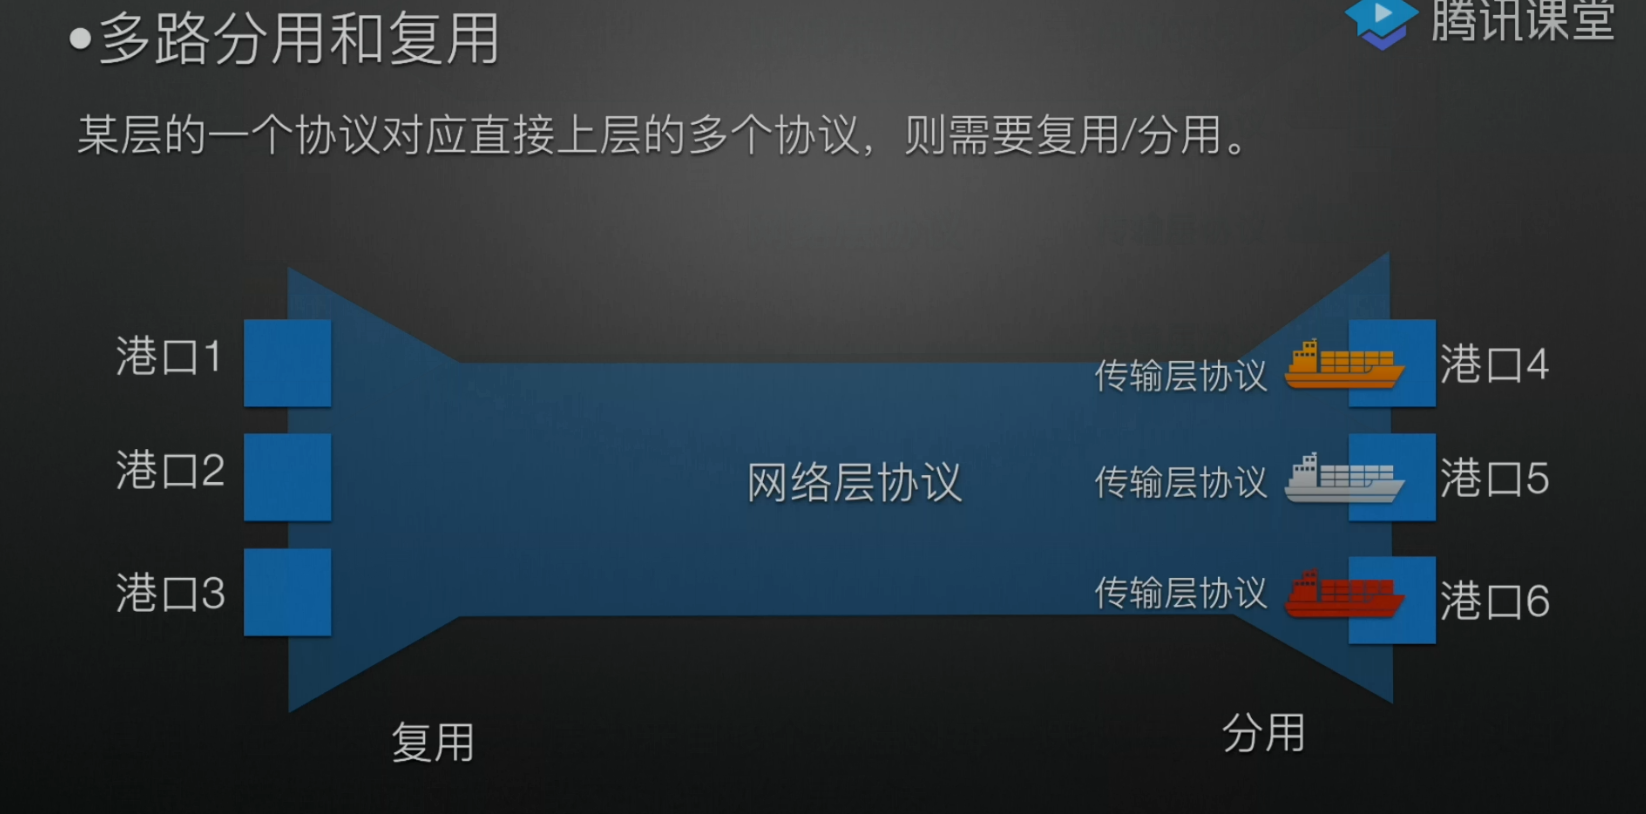 •多路分用和复用
腾讯课堂
某层的一个协议对应直接上层的多个协议，则需要复用/分用。
港口1
传输层协议
港口4
港口2
网络层协议
传输层协议
港口5
港口3
传输层协议
港口6
复用
分用